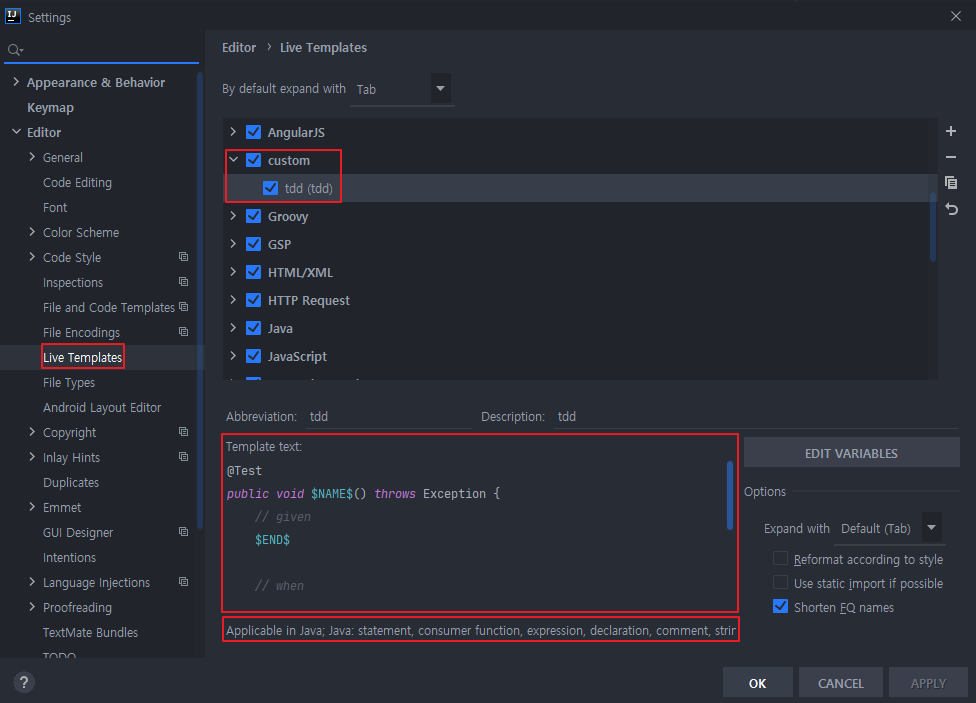 IJ
Settings
Editor › Live Templates
By default expand with Tab
Appearance & Behavior
Keymap
Editor
General
Code Editing
Font
Color Scheme
Code Style
Inspections
File and Code Templates
File Encodings
Live Templates
File Types
Android Layout Editor
Copyright
Inlay Hints
Duplicates
Emmet
GUI Designer
Intentions
Language Injections
Proofreading
TextMate Bundles
TODO
AngularJS
custom
tdd (tdd)
Groovy
GSP
HTML/XML
HTTP Request
Java
JavaScript
Abbreviation: tdd Description: tdd
Template text:
@Test
public void $NAME$() throws Exception {
// given
$END$
// when
Applicable in Java; Java: statement, consumer function, expression, declaration, comment, strin
EDIT VARIABLES
Options
Expand with Default (Tab)
Reformat according to style
Use static import if possible
Shorten FQ names
?
OK CANCEL APPLY